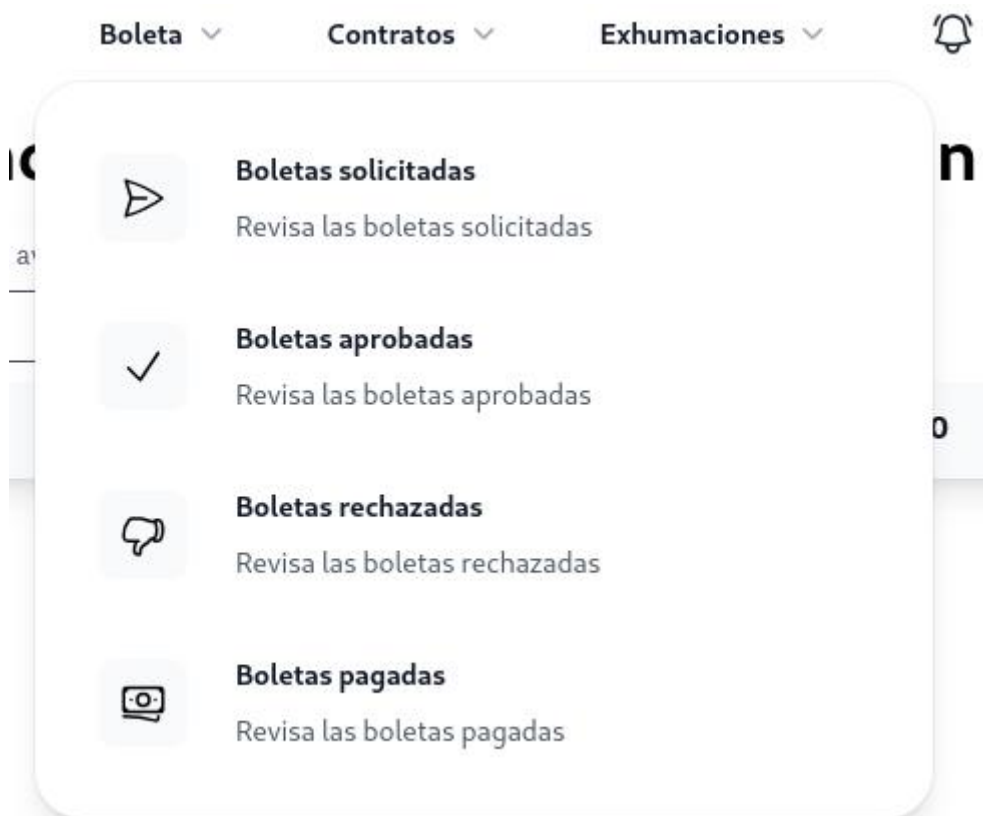 Boleta
Contratos
Exhumaciones
Boletas solicitadas
Revisa las boletas solicitadas
Boletas aprobadas
Revisa las boletas aprobadas
Boletas rechazadas
Revisa las boletas rechazadas
Boletas pagadas
Revisa las boletas pagadas